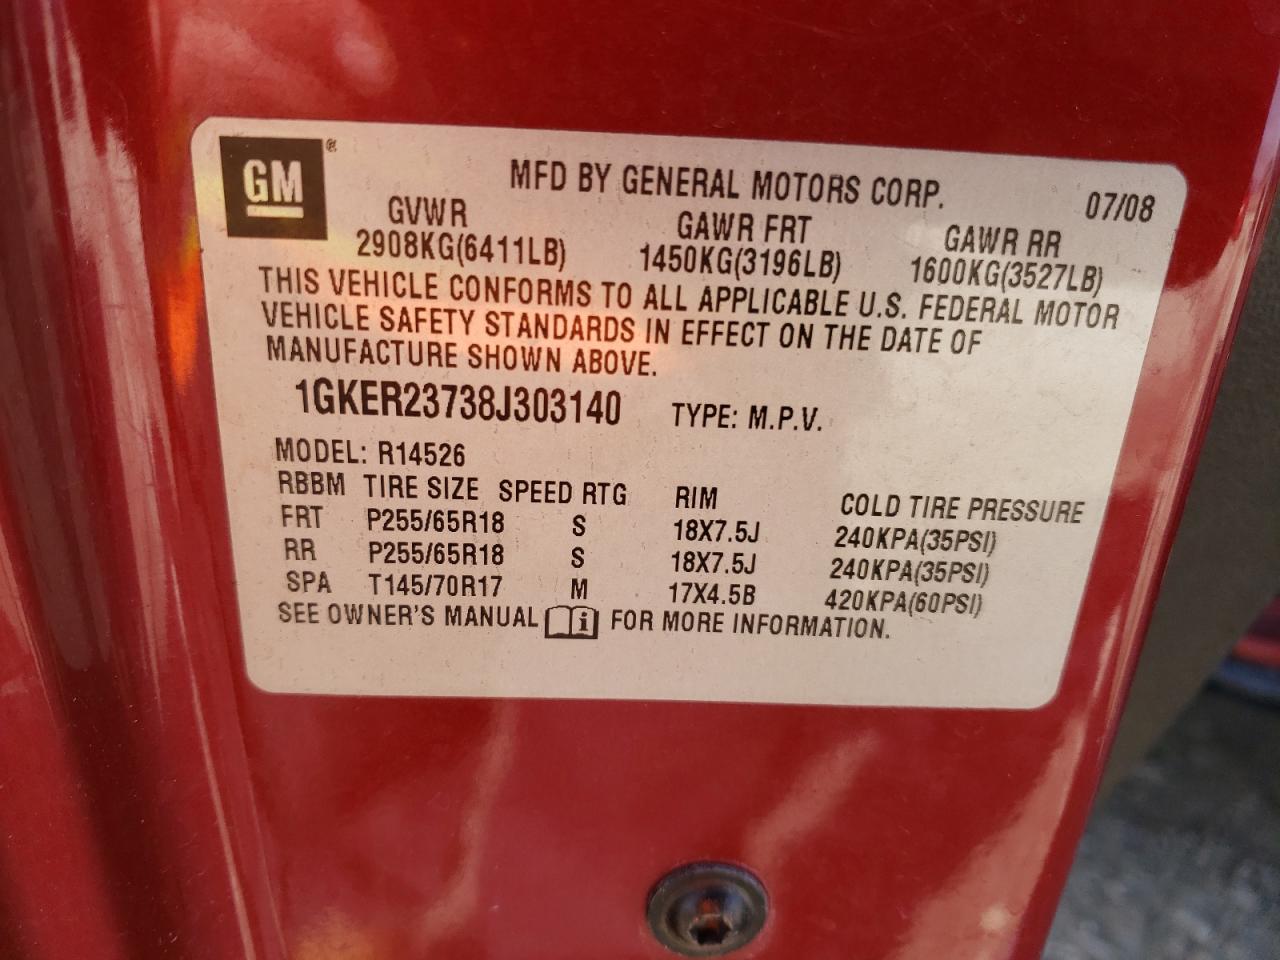 GM ®
MFD BY GENERAL MOTORS CORP. 07/08
GVWR GAWR FRT GAWR RR
2908KG(6411LB) 1450KG(3196LB) 1600KG(3527LB)
THIS VEHICLE CONFORMS TO ALL APPLICABLE U.S. FEDERAL MOTOR
VEHICLE SAFETY STANDARDS IN EFFECT ON THE DATE OF
MANUFACTURE SHOWN ABOVE.
1GKER23738J303140 TYPE: M.P.V.
MODEL: R14526
RBBM TIRE SIZE SPEED RTG RIM COLD TIRE PRESSURE
FRT P255/65R18 S 18X7.5J 240KPA(35PSI)
RR P255/65R18 S 18X7.5J 240KPA(35PSI)
SPA T145/70R17 M 17X4.5B 420KPA(60PSI)
SEE OWNER'S MANUAL i FOR MORE INFORMATION.